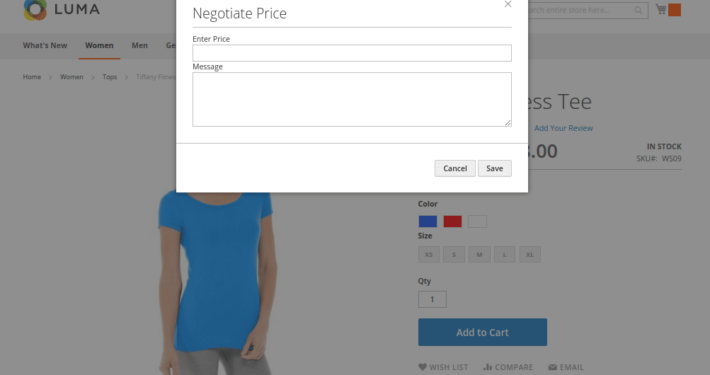 LUMA
Negotiate Price
Search entire store here...
What's New
Women
Men
Ge
Enter Price
Message
Home > Women > Tops > Tiffany Fitness
ess Tee
Add Your Review
.00
IN STOCK
SKU#: WS09
Cancel
Save
Color
Size
XS
S
M
L
XL
Qty
1
Add to Cart
WISH LIST
COMPARE
EMAIL